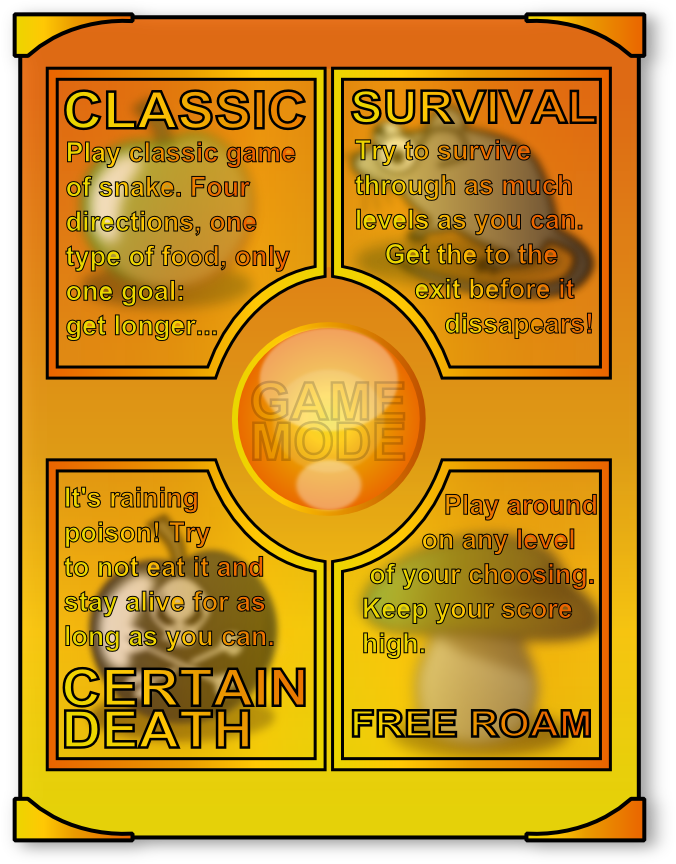 CLASSIC
Play classic game
of snake. Four
directions, one
type of food, only
one goal:
get longer...
SURVIVAL
Try to survive
through as much
levels as you can.
Get the to the
exit before it
dissapears!
GAME
MODE
It's raining
poison! Try
to not eat it and
stay alive for as
long as you can.
CERTAIN
DEATH
Play around
on any level
of your choosing.
Keep your score
high.
FREE ROAM